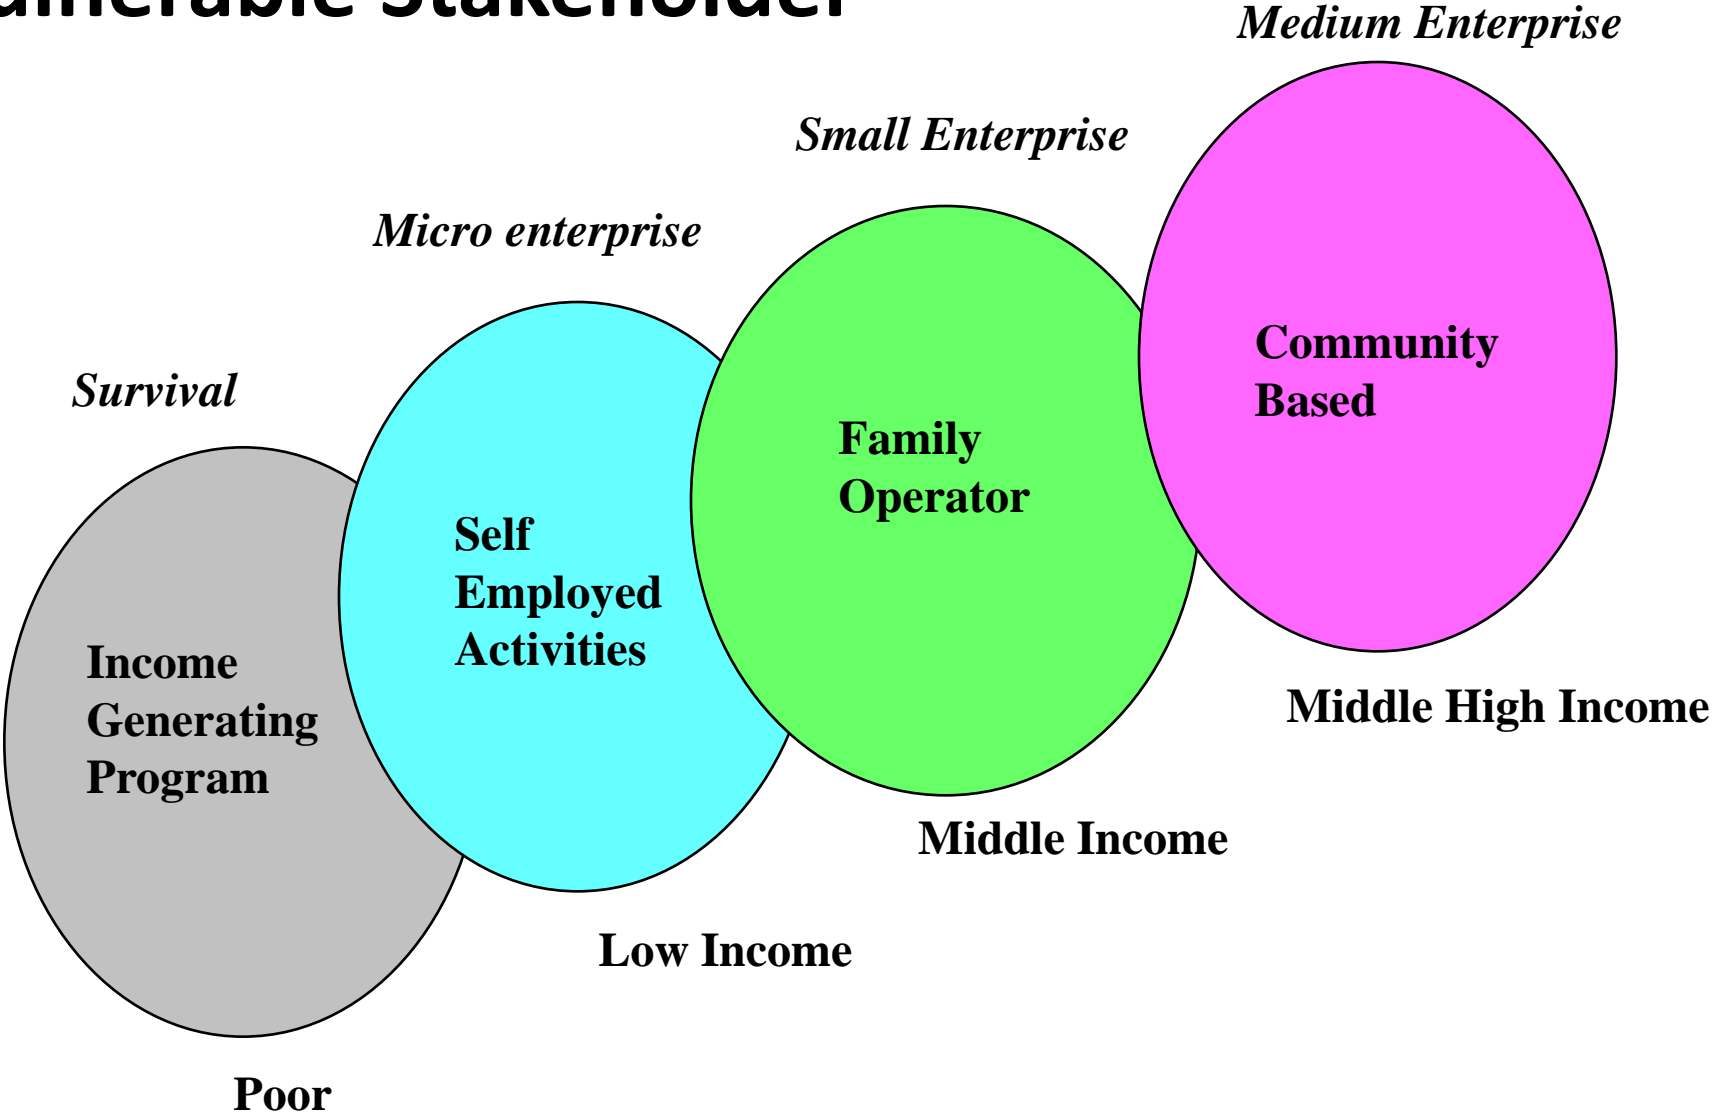 Stakeholder
Medium Enterprise
Small Enterprise
Micro enterprise
Survival
Community
Based
Family
Operator
Self
Employed
Activities
Income
Generating
Program
Middle High Income
Middle Income
Low Income
Poor